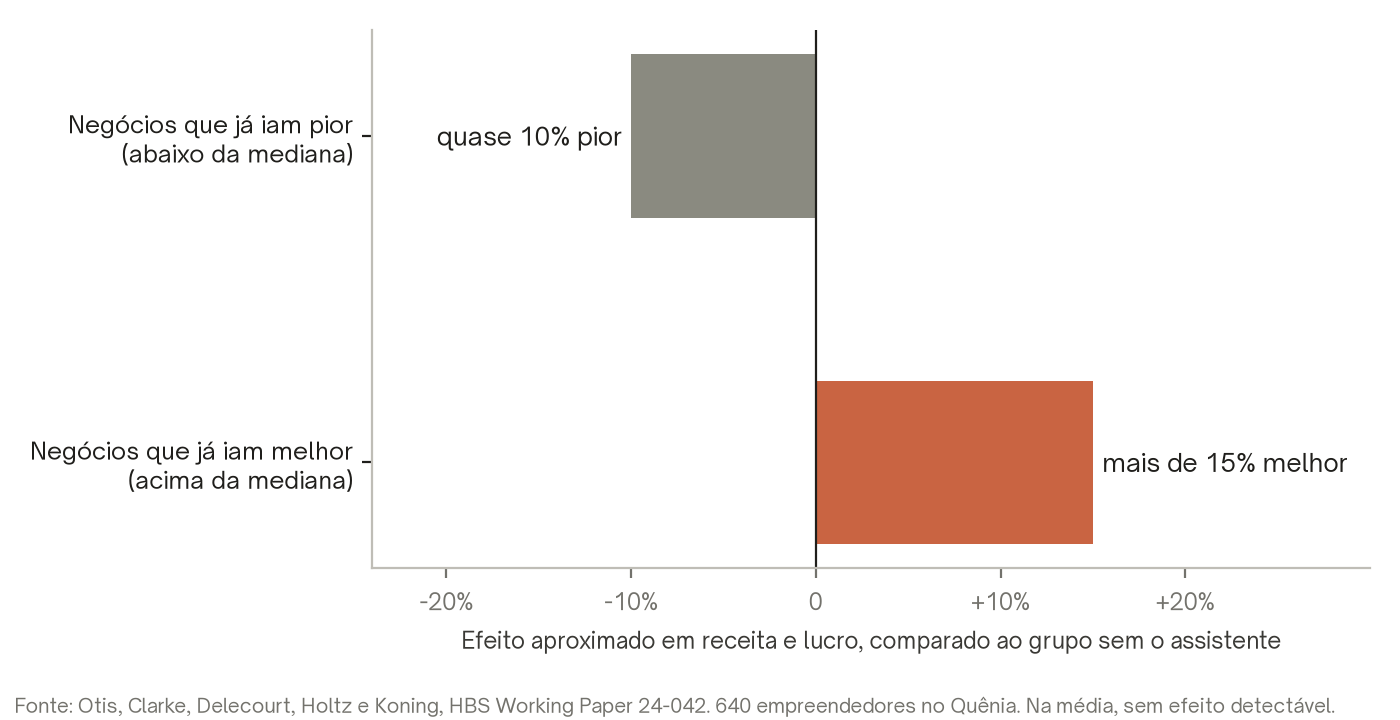 Negócios que já iam pior
(abaixo da mediana)
quase 10% pior
Negócios que já iam melhor
(acima da mediana)
mais de 15% melhor
-20%
-10%
0
+10%
+20%
Efeito aproximado em receita e lucro, comparado ao grupo sem o assistente
Fonte: Otis, Clarke, Delecourt, Holtz e Koning, HBS Working Paper 24-042. 640 empreendedores no Quênia. Na média, sem efeito detectável.